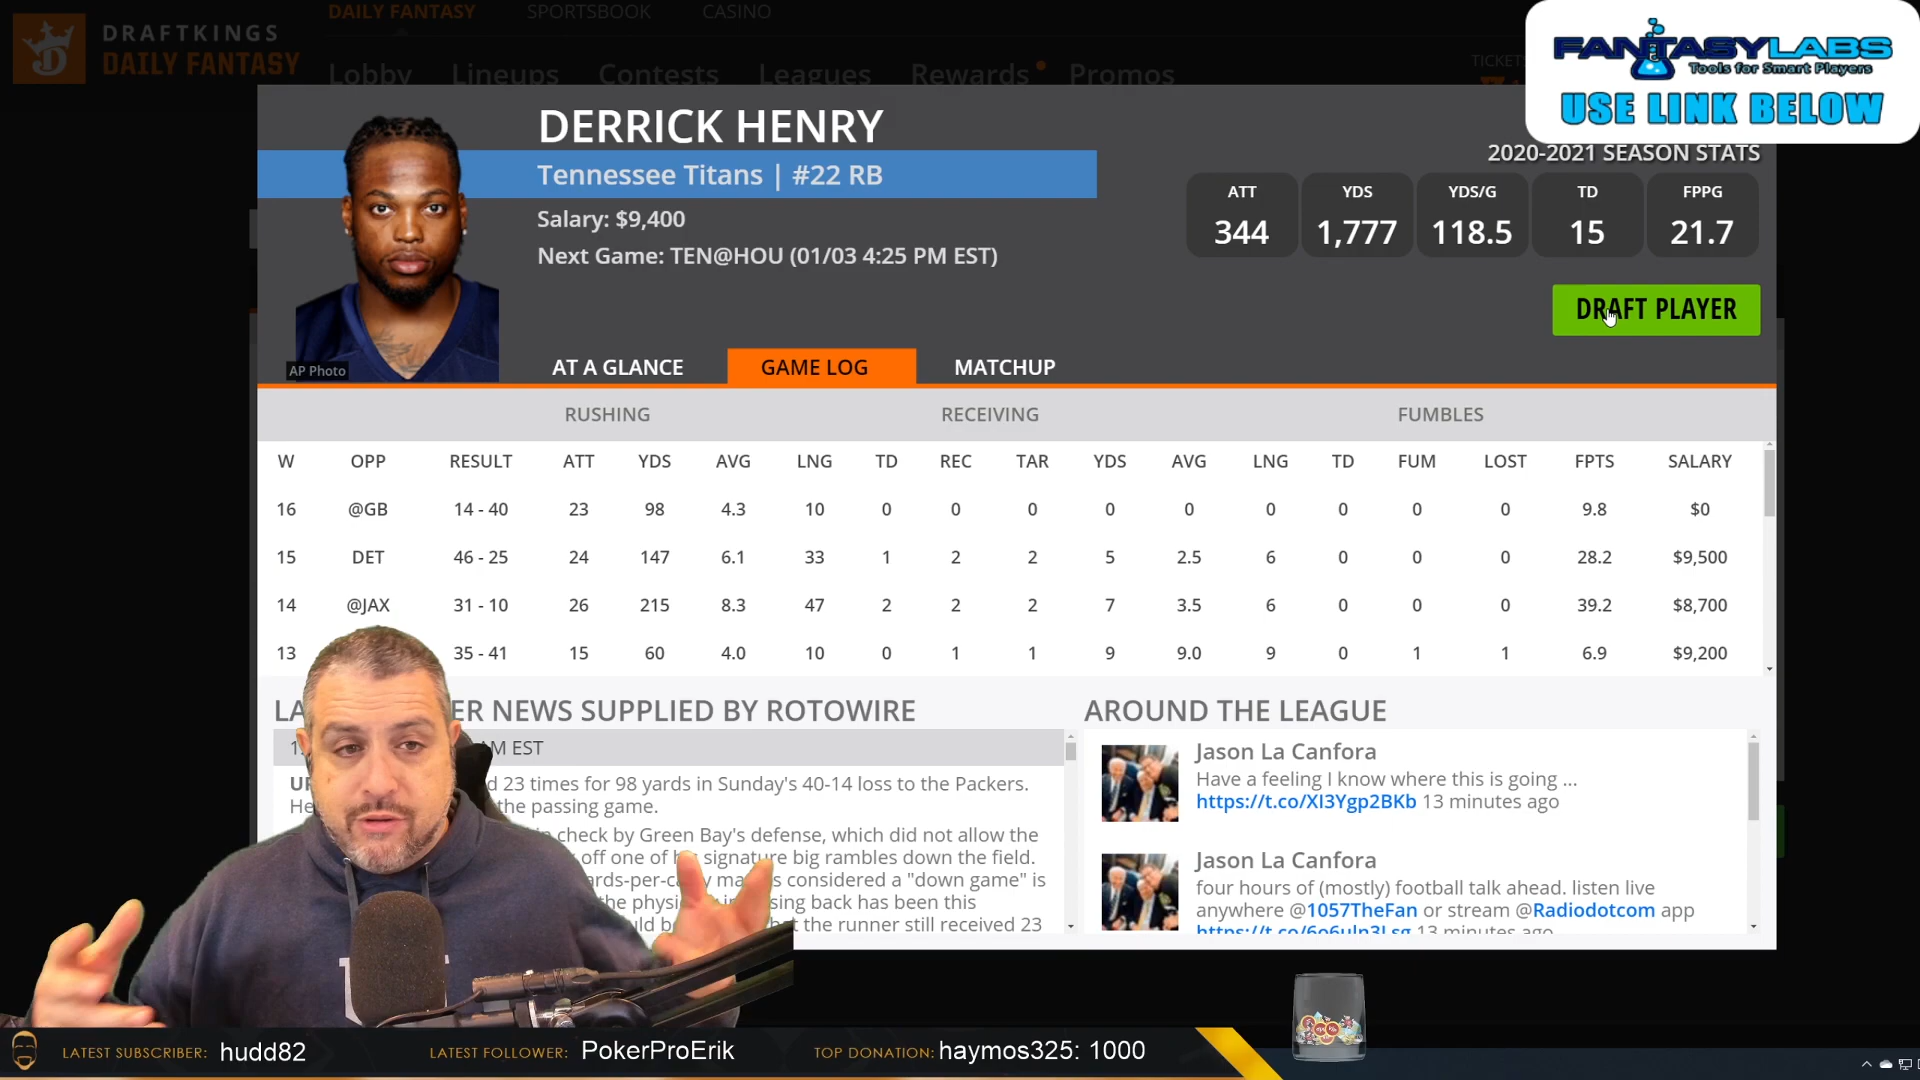 DRAFTKINGS
DAILY FANTASY
DAILY FANTASY SPORTSBOOK CASINO
Lobby Lineups Contests Leagues Rewards Promos
TICKETS
FANTASYLABS
Tools for Smart Players
USE LINK BELOW
DERRICK HENRY
Tennessee Titans | #22 RB
Salary: $9,400
Next Game: TEN@HOU (01/03 4:25 PM EST)
AP Photo
2020-2021 SEASON STATS
ATT YDS YDS/G TD FPPG
344 1,777 118.5 15 21.7
DRAFT PLAYER
AT A GLANCE GAME LOG MATCHUP
RUSHING RECEIVING FUMBLES
W OPP RESULT ATT YDS AVG LNG TD REC TAR YDS AVG LNG TD FUM LOST FPTS SALARY
16 @GB 14 - 40 23 98 4.3 10 0 0 0 0 0 0 0 0 0 9.8 $0
15 DET 46 - 25 24 147 6.1 33 1 2 2 5 2.5 6 0 0 0 28.2 $9,500
14 @JAX 31 - 10 26 215 8.3 47 2 2 2 7 3.5 6 0 0 0 39.2 $8,700
13 35 - 41 15 60 4.0 10 0 1 1 9 9.0 9 0 1 1 6.9 $9,200
NEWS SUPPLIED BY ROTOWIRE
AM EST
23 times for 98 yards in Sunday's 40-14 loss to the Packers.
He the passing game.
check by Green Bay's defense, which did not allow the
off one of signature big rambles down the field.
considered a "down game" is
the back has been this
the runner still received 23
AROUND THE LEAGUE
Jason La Canfora
Have a feeling I know where this is going ...
https://t.co/XI3Ygp2BKb 13 minutes ago
Jason La Canfora
four hours of (mostly) football talk ahead. listen live
anywhere @1057TheFan or stream @Radiodotcom app
13 minutes ago
LATEST SUBSCRIBER: hudd82
LATEST FOLLOWER: PokerProErik
TOP DONATION: haymos325: 1000